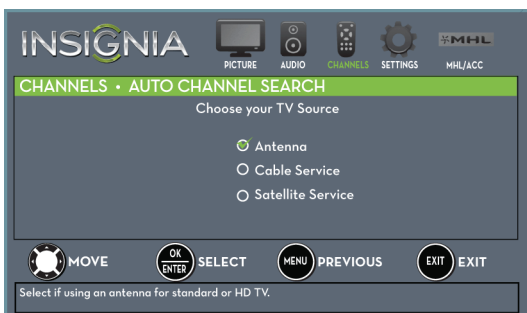 INSIGNIA
PICTURE AUDIO CHANNELS SETTINGS MHL MHL/ACC
CHANNELS • AUTO CHANNEL SEARCH
Choose your TV Source
Antenna
Cable Service
Satellite Service
MOVE OK ENTER SELECT MENU PREVIOUS EXIT EXIT
Select if using an antenna for standard or HD TV.